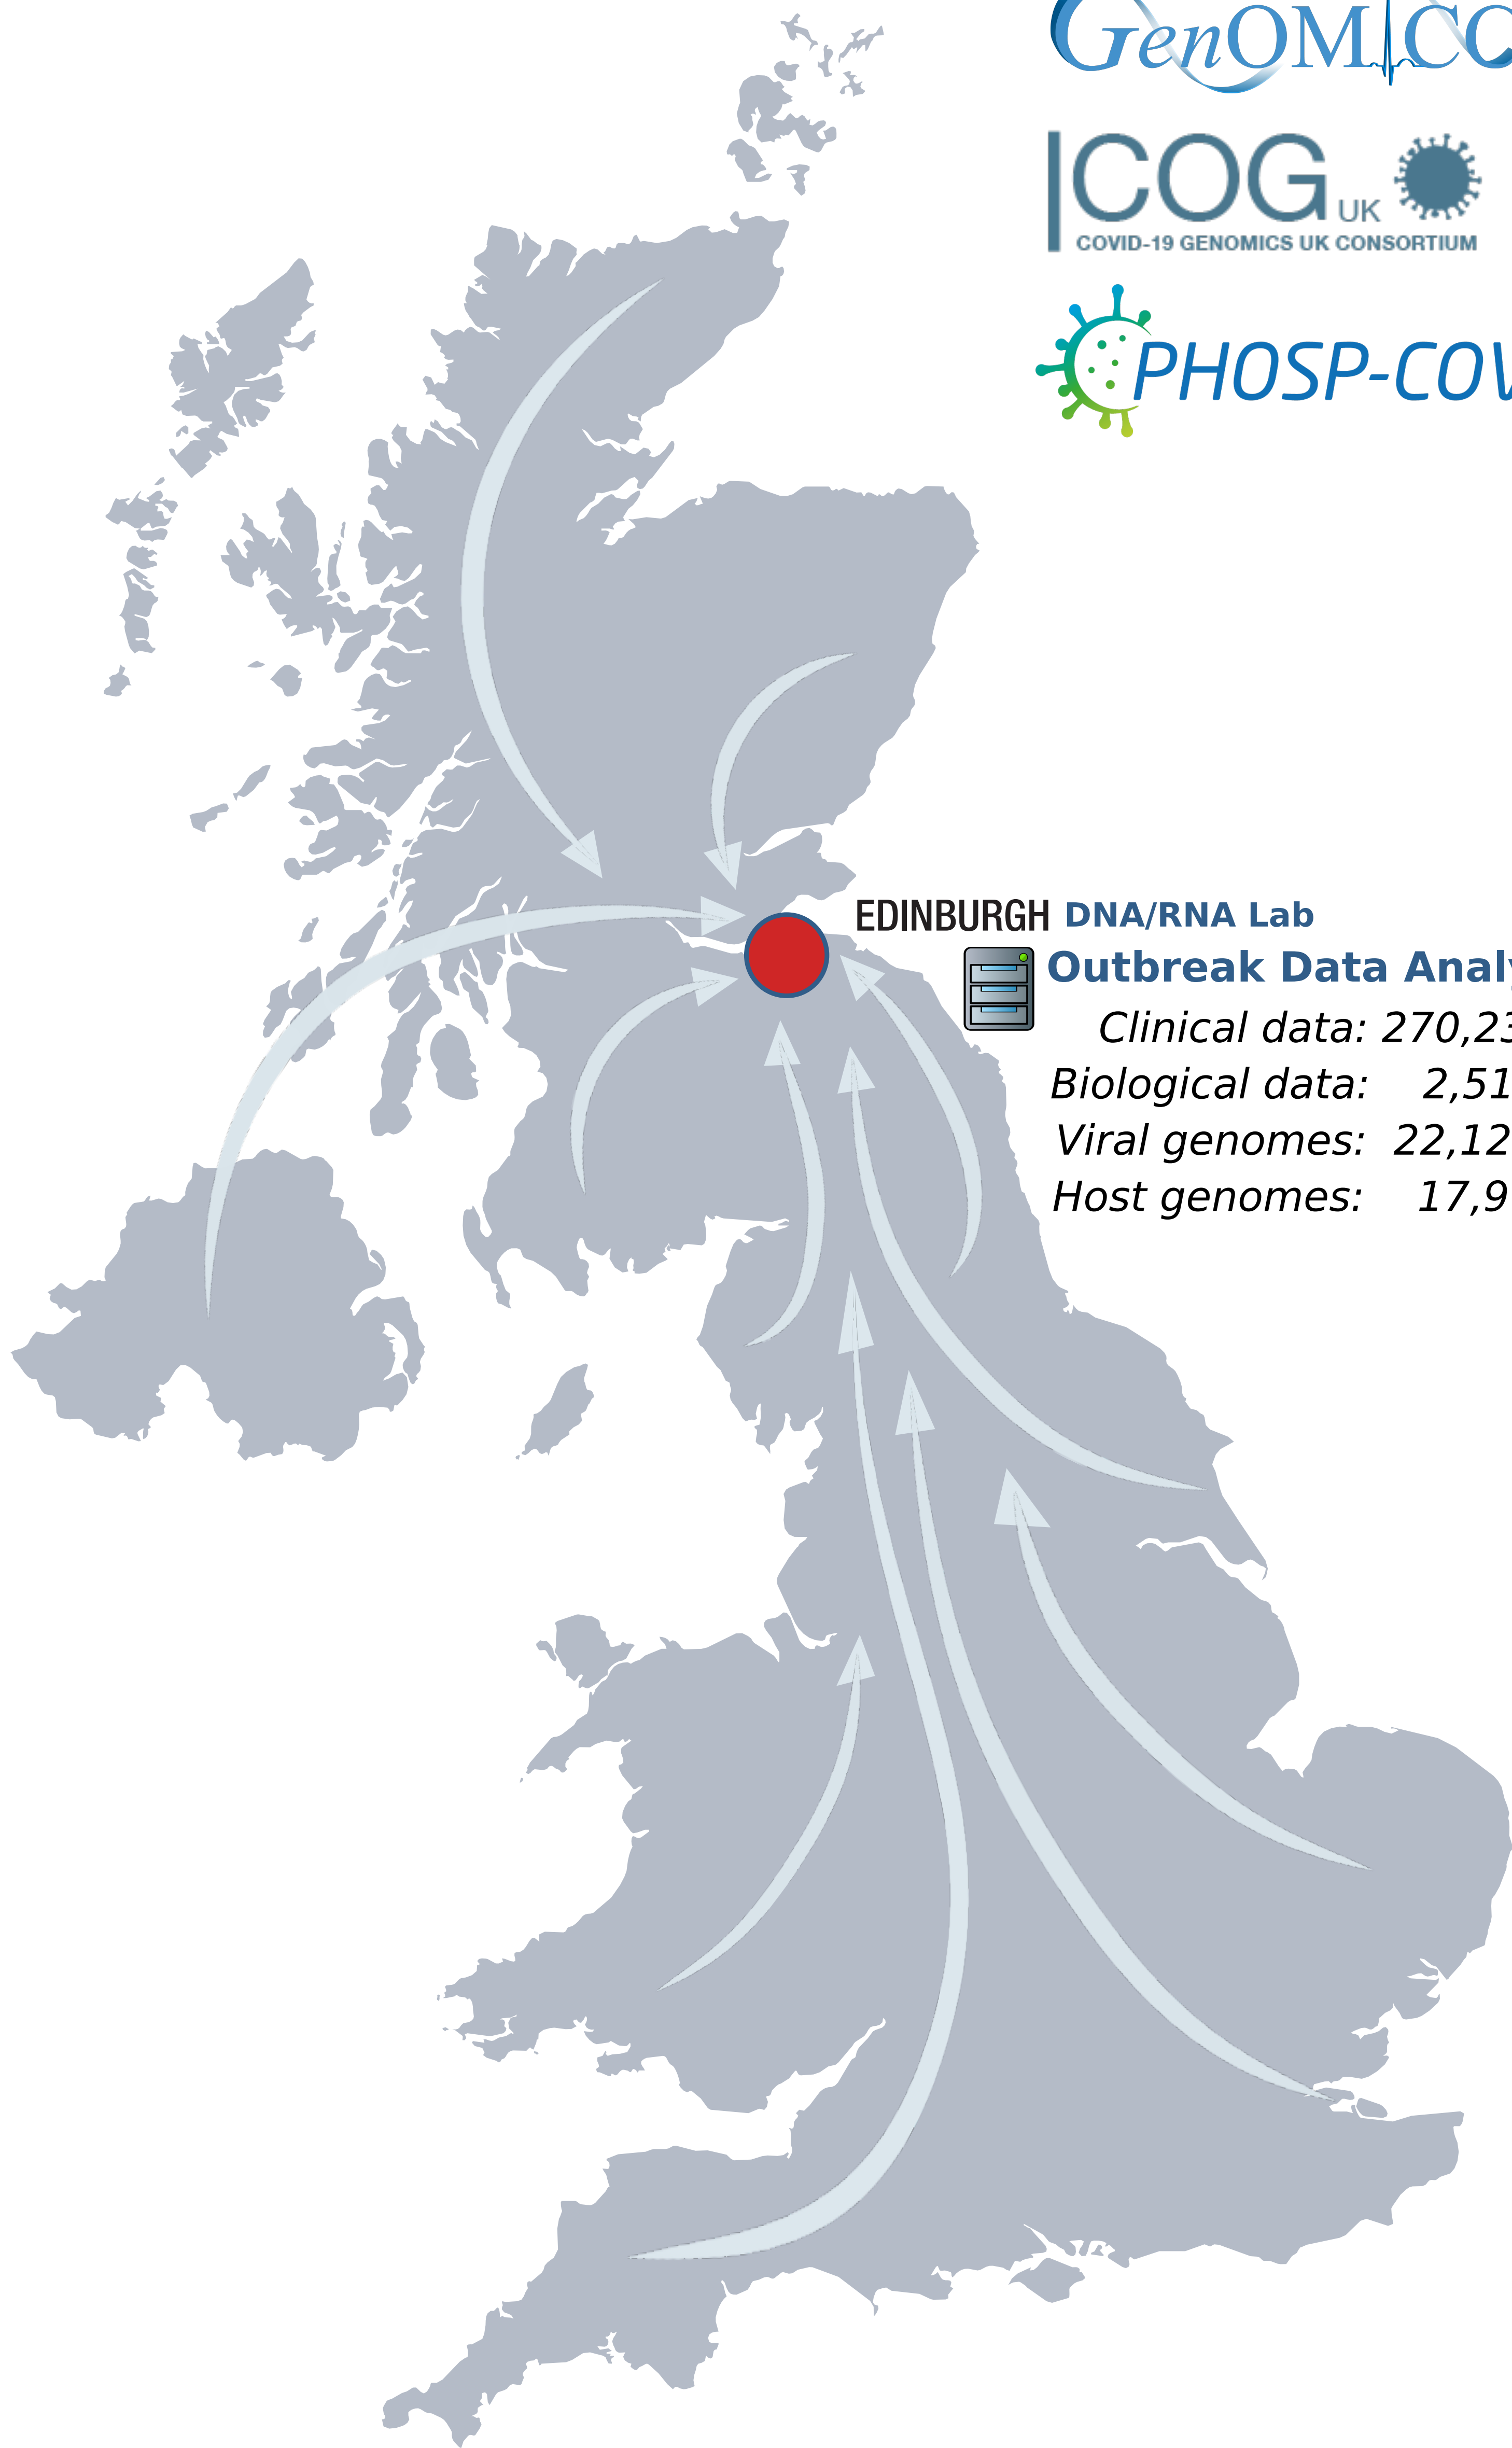 GenOMICC
COG UK
COVID-19 GENOMICS UK CONSORTIUM
PHOSP-COV
EDINBURGH DNA/RNA Lab
Outbreak Data Analy
Clinical data: 270,23
Biological data: 2,51
Viral genomes: 22,12
Host genomes: 17,9